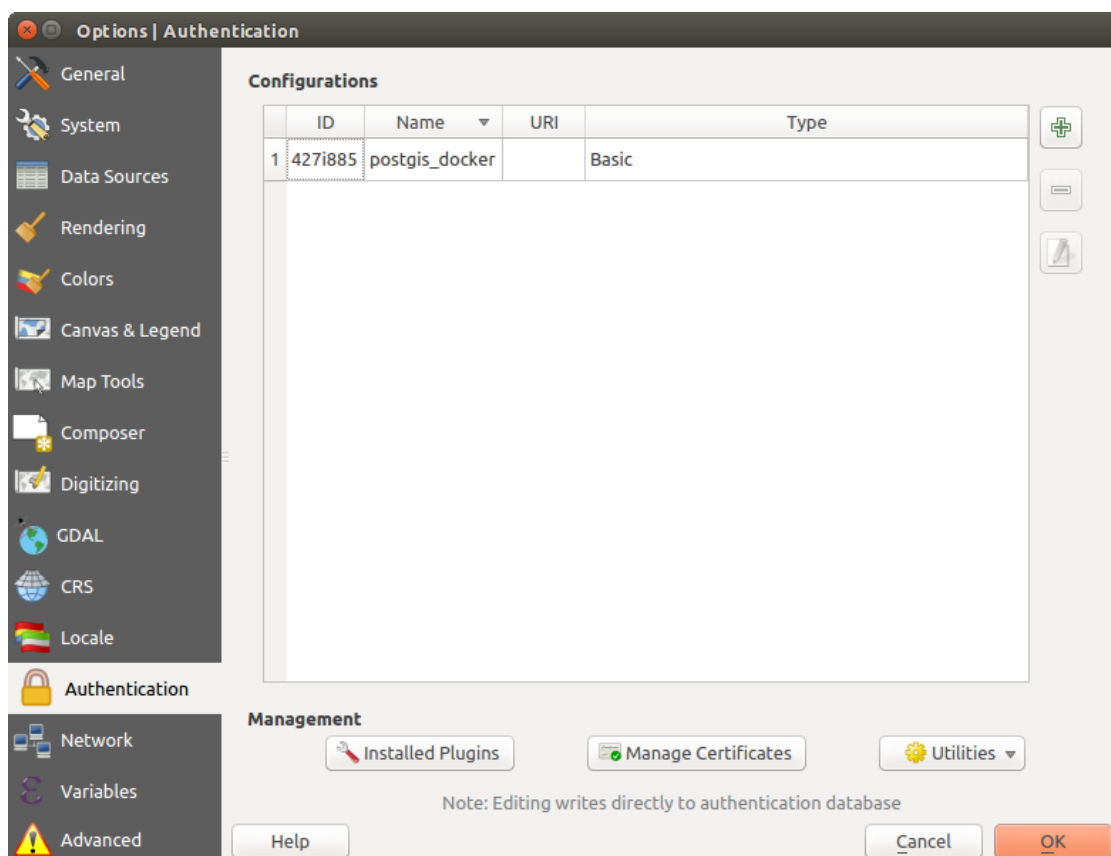 Options | Authentication
General
System
Data Sources
Rendering
Colors
Canvas & Legend
Map Tools
Composer
Digitizing
GDAL
CRS
Locale
Authentication
Network
Variables
Advanced
Configurations
ID Name URI Type
1 427i885 postgis_docker Basic
Management
Installed Plugins Manage Certificates Utilities
Note: Editing writes directly to authentication database
Help Cancel OK